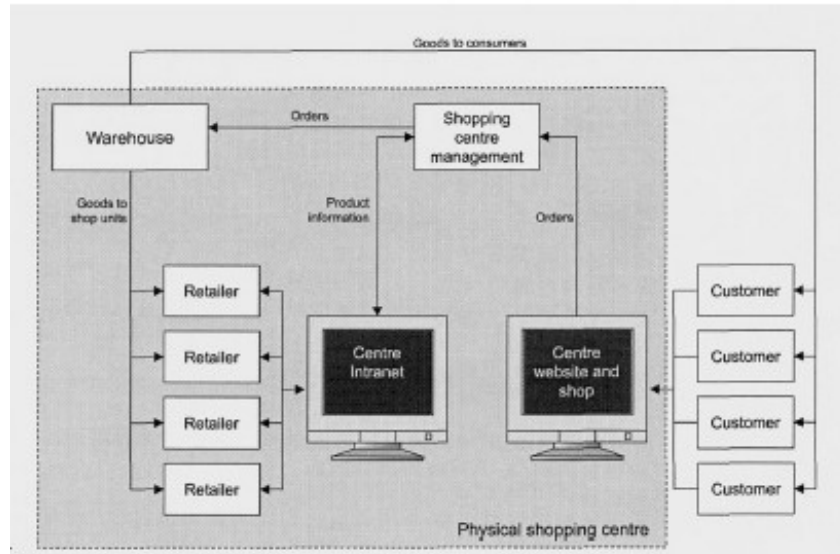 Goods to consumers
Warehouse
Orders
Shopping
centre
management
Goods to
shop units
Product
information
Orders
Retailer
Retailer
Retailer
Retailer
Centre
Intranet
Centre
website and
shop
Customer
Customer
Customer
Customer
Physical shopping centre